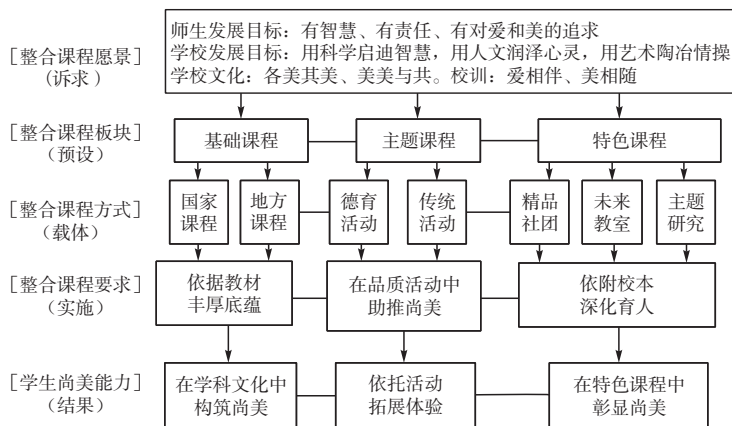 师生发展目标：有智慧、有责任、有对爱和美的追求
[整合课程愿景]
(诉求)
学校发展目标：用科学启迪智慧，用人文润泽心灵，用艺术陶冶情操
学校文化：各美其美、美美与共。校训：爱相伴、美相随
[整合课程板块]
(预设)
基础课程
主题课程
特色课程
[整合课程方式]
(载体)
国家
课程
地方
课程
德育
活动
传统
活动
精品
社团
未来
教室
主题
研究
[整合课程要求]
(实施)
依据教材
丰厚底蕴
在品质活动中
助推尚美
依附校本
深化育人
[学生尚美能力]
(结果)
在学科文化中
构筑尚美
依托活动
拓展体验
在特色课程中
彰显尚美